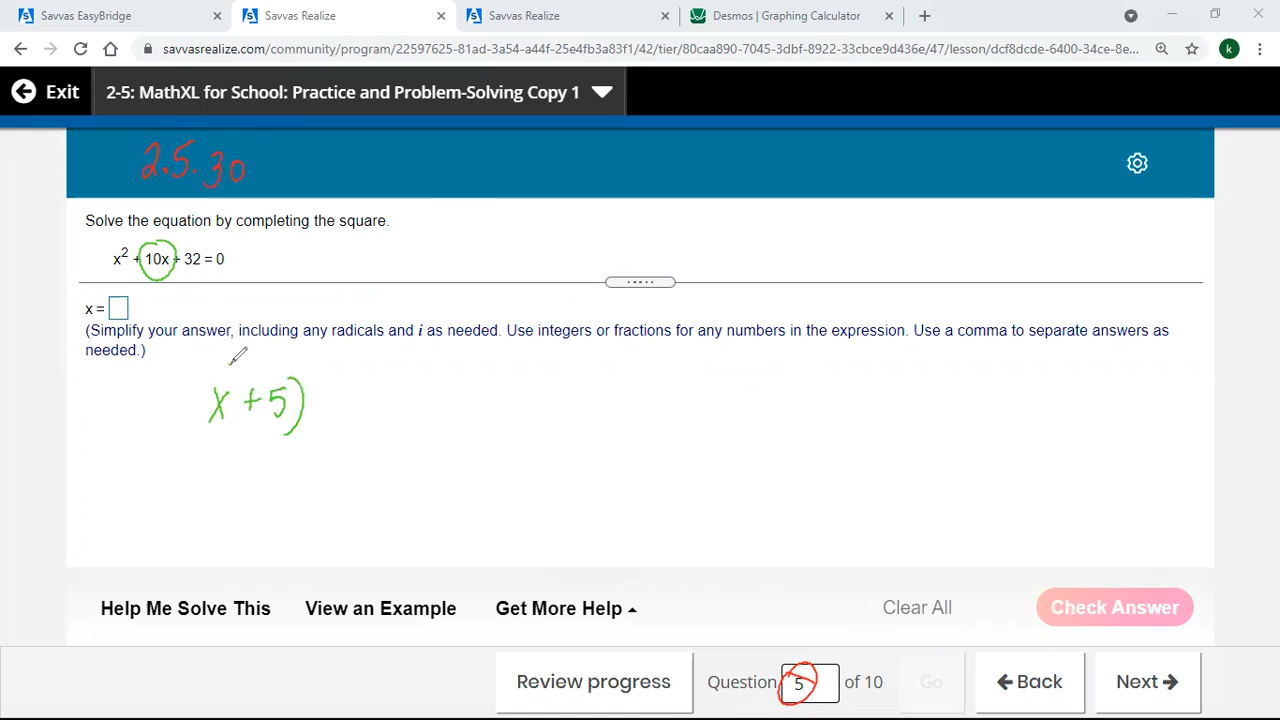 Savvas EasyBridge
Savvas Realize
Savvas Realize
Desmos | Graphing Calculator
savvasrealize.com/community/program/22597625-81ad-3a54-a44f-25e4fb3a83f1/42/tier/80caa890-7045-3dbf-8922-33cbce9d436e/47/lesson/dcf8dcde-6400-34ce-8e...
k
Exit
2-5: MathXL for School: Practice and Problem-Solving Copy 1
2.5.30
Solve the equation by completing the square.
x² + 10x + 32 = 0
x =
(Simplify your answer, including any radicals and i as needed. Use integers or fractions for any numbers in the expression. Use a comma to separate answers as
needed.)
x + 5)
Help Me Solve This
View an Example
Get More Help
Clear All
Check Answer
Review progress
Question 5 of 10
Go
Back
Next